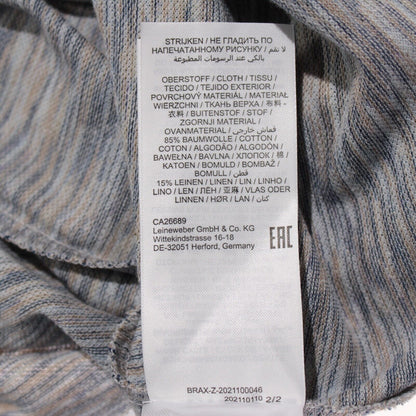 STRIJKEN / НЕ ГЛАДИТЬ ПО
НАПЕЧАТАННОМУ РИСУНКУ / لا تقم
بالكي عند الرسومات المطبوعة
OBERSTOFF / CLOTH / TISSU /
TECIDO / TEJIDO EXTERIOR /
POVRCHOVÝ MATERIÁL / MATERIAŁ
WIERZCHNI / ТКАНЬ ВЕРХА / 布料 -
衣料 / BUITENSTOF / STOF /
ZGORNJI MATERIAL /
OVANMATERIAL / قماش خارجي
85% BAUMWOLLE / COTTON /
COTON / ALGODÃO / ALGODÓN /
BAWEŁNA / BAVLNA / ХЛОПОК / 棉 /
KATOEN / BOMULD / BOMBAŽ /
BOMULL / قطن
15% LEINEN / LIN / LINHO /
LINO / LEN / ЛЁН / 亚麻 / VLAS ODER
LINNEN / HØR / LAN / كتان
CA26689
Leineweber GmbH & Co. KG
Wittekindstrasse 16-18
DE-32051 Herford, Germany
EAC
BRAX-Z-2021100046
202110110 2/2